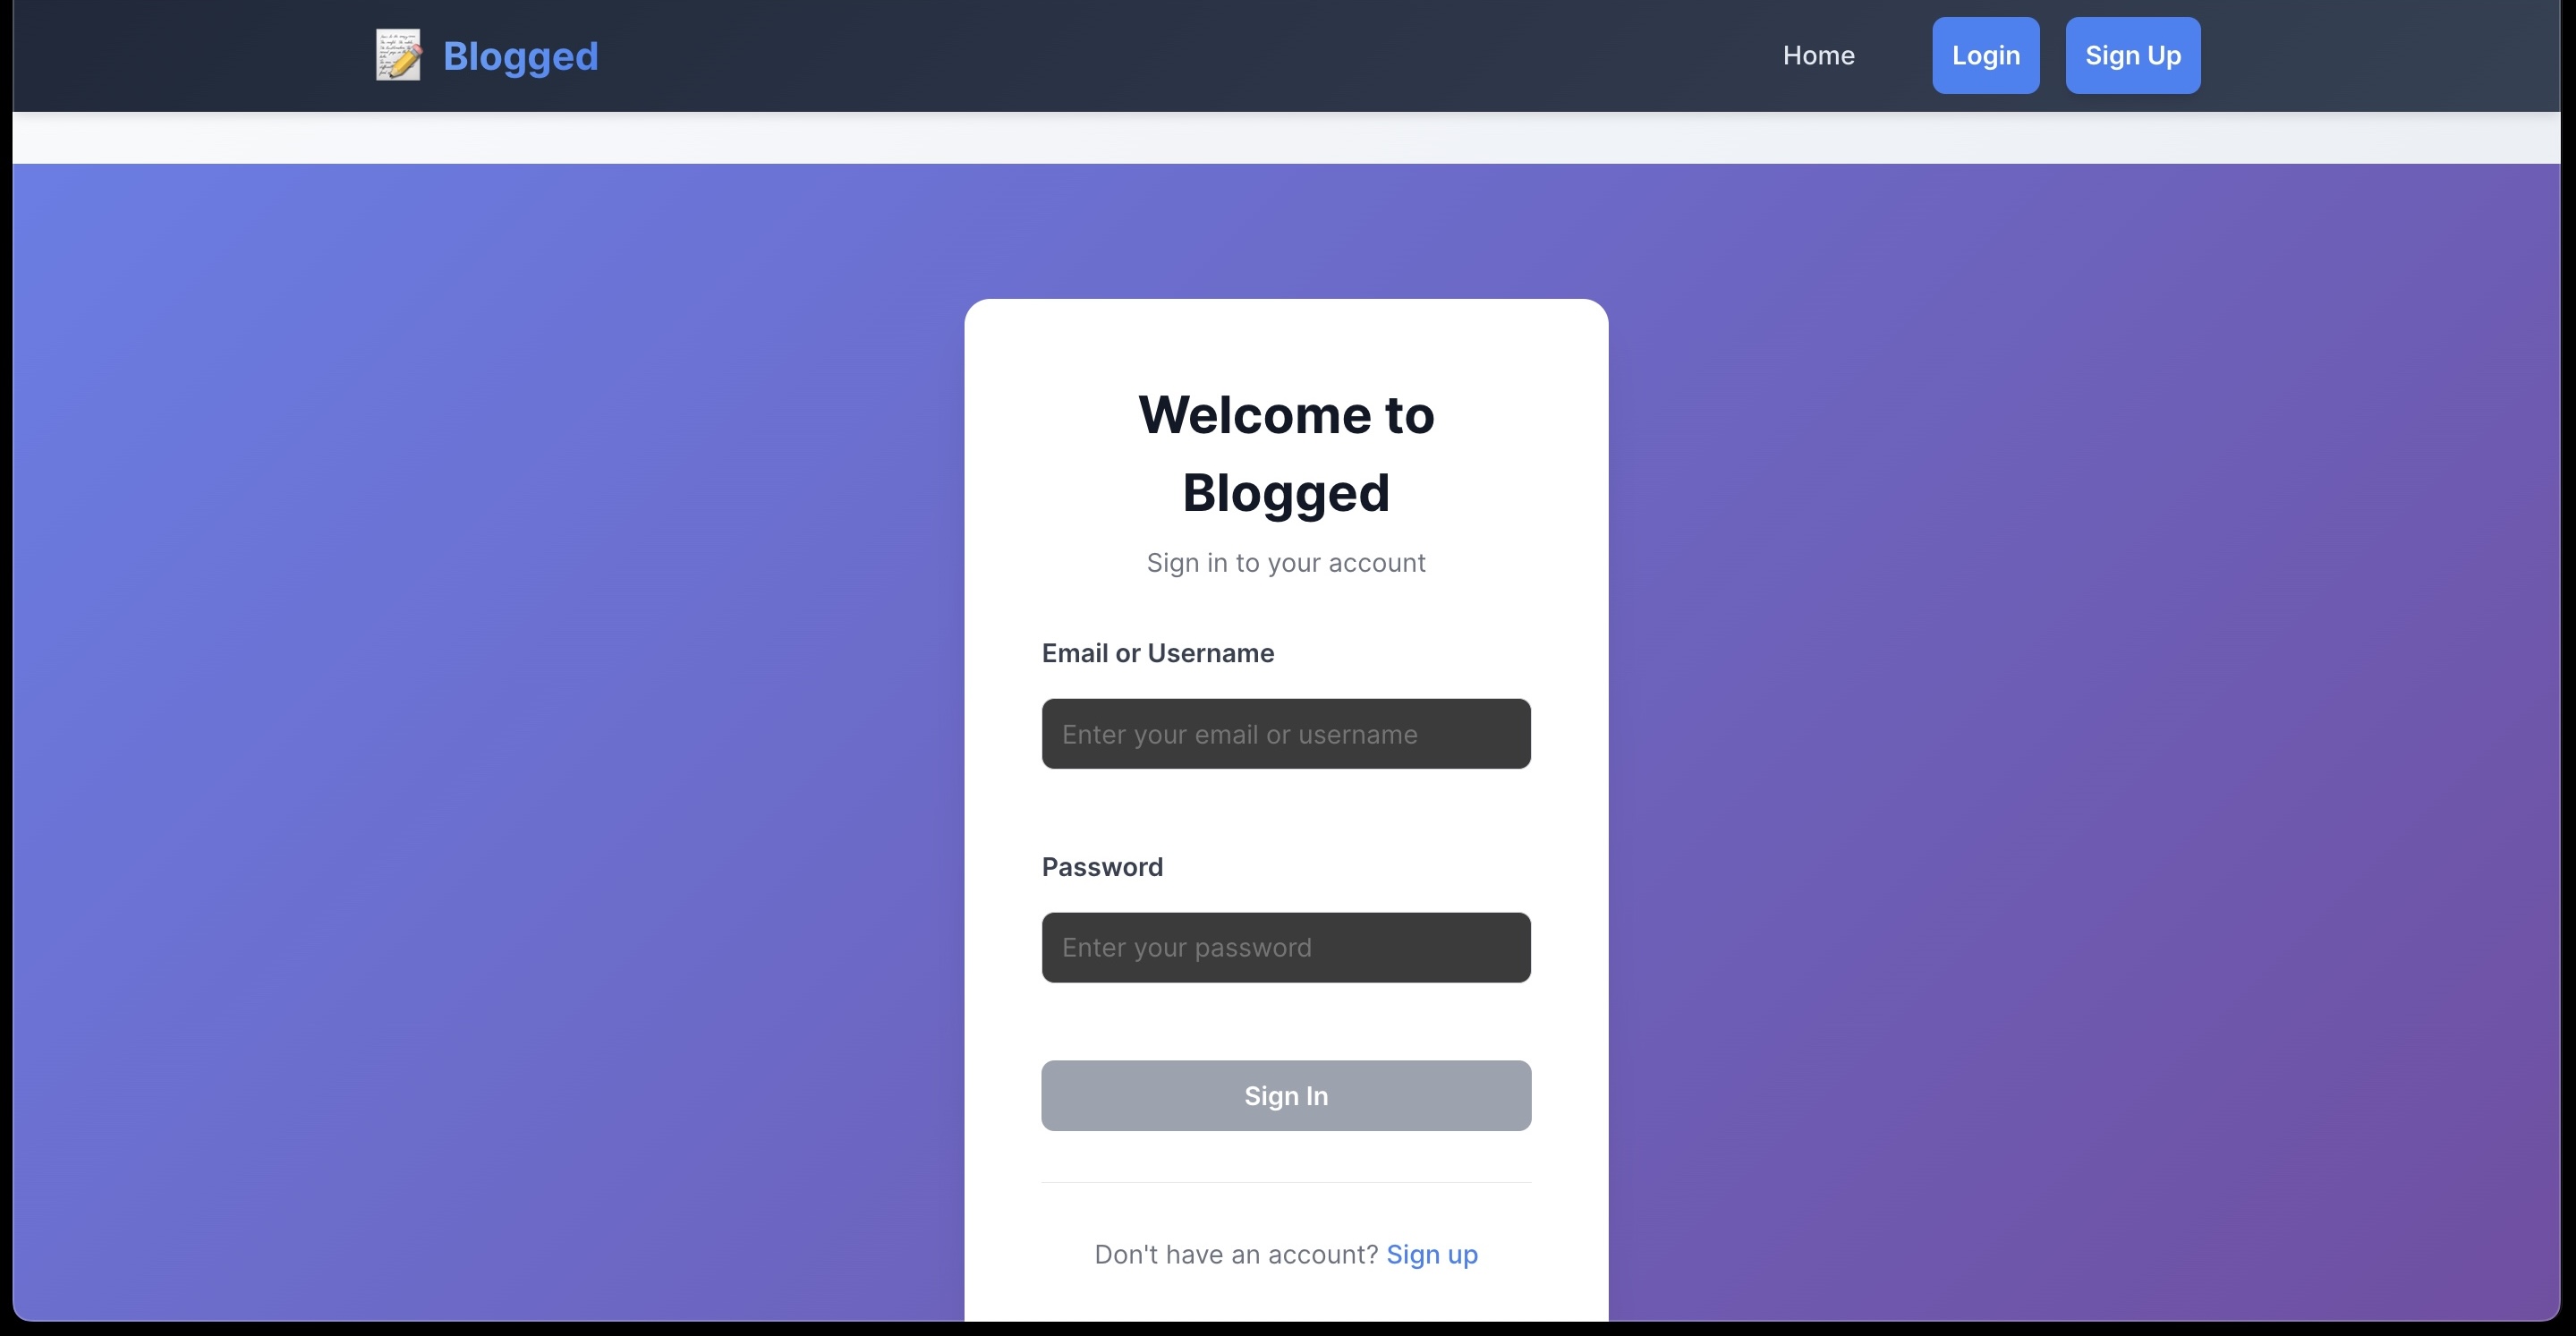 Blogged
Home
Login
Sign Up
Welcome to
Blogged
Sign in to your account
Email or Username
Enter your email or username
Password
Enter your password
Sign In
Don't have an account? Sign up